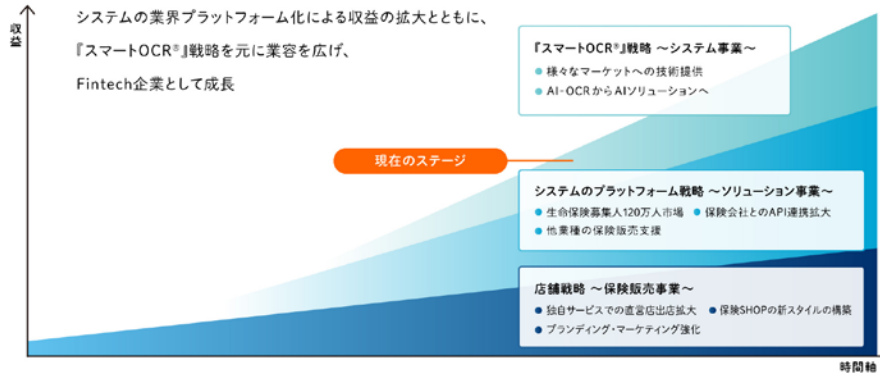 収益
システムの業界プラットフォーム化による収益の拡大とともに、
『スマートOCR®』戦略を元に業容を広げ、
Fintech企業として成長
『スマートOCR®』戦略 〜システム事業〜
● 様々なマーケットへの技術提供
● AI-OCRからAIソリューションへ
現在のステージ
システムのプラットフォーム戦略 〜ソリューション事業〜
● 生命保険募集人120万人市場 ● 保険会社とのAPI連携拡大
● 他業種の保険販売支援
店舗戦略 〜保険販売事業〜
● 独自サービスでの直営店出店拡大 ● 保険SHOPの新スタイルの構築
● ブランディング・マーケティング強化
時間軸